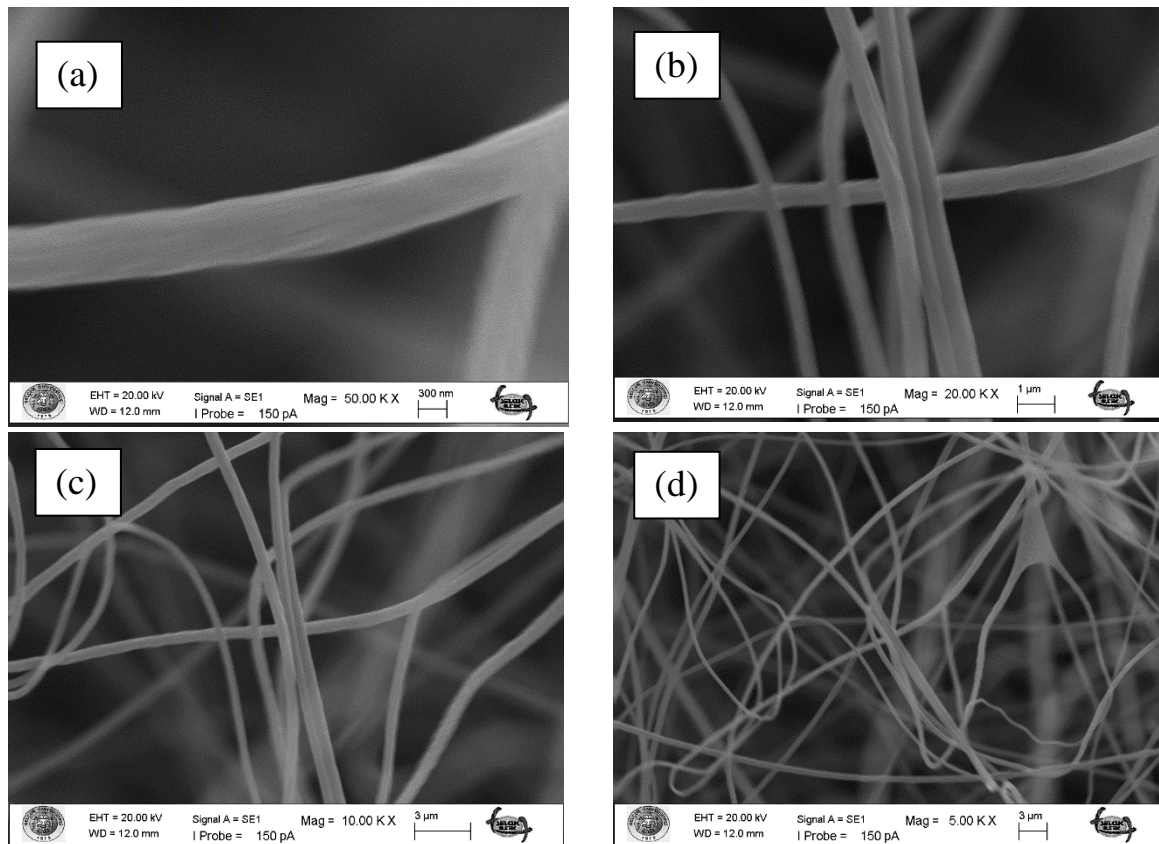 (a)
EHT = 20.00 kV Signal A = SE1 Mag = 50.00 K X 300 nm
WD = 12.0 mm I Probe = 150 pA
(b)
EHT = 20.00 kV Signal A = SE1 Mag = 20.00 K X 1 µm
WD = 12.0 mm I Probe = 150 pA
(c)
EHT = 20.00 kV Signal A = SE1 Mag = 10.00 K X 3 µm
WD = 12.0 mm I Probe = 150 pA
(d)
EHT = 20.00 kV Signal A = SE1 Mag = 5.00 K X 3 µm
WD = 12.0 mm I Probe = 150 pA